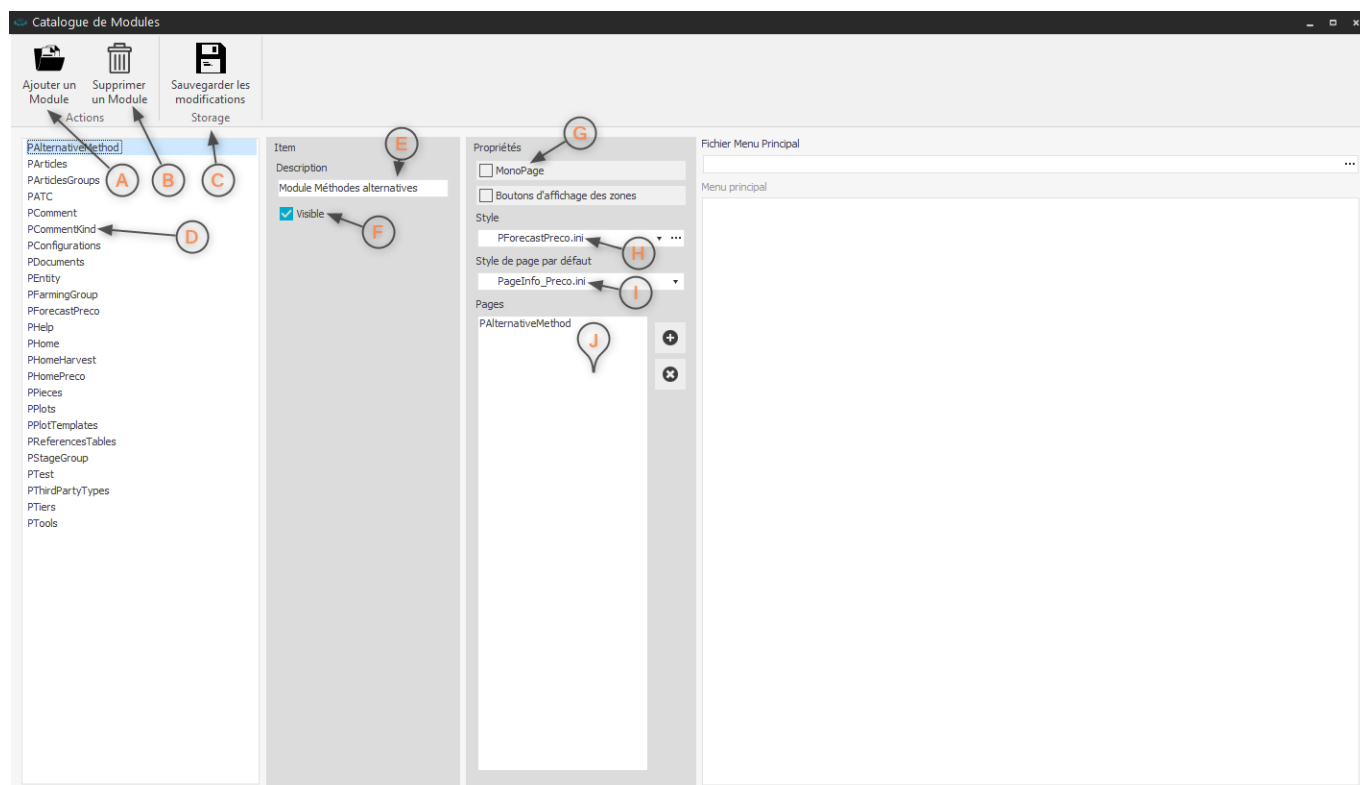 Catalogue de Modules
Ajouter un
Module
Supprimer
un Module
Sauvegarder les
modifications
Actions
Storage
PAlternativeMethod
PArticles
PArticlesGroups
PATC
PComment
PCommentKind
PConfigurations
PDocuments
PEntity
PFarmingGroup
PForecastPreco
PHelp
PHome
PHomeHarvest
PHomePreco
PPieces
PPlots
PPlotTemplates
PReferencesTables
PStageGroup
PTest
PThirdPartyTypes
PTiers
PTools
A
B
C
D
Item
E
Description
Module Méthodes alternatives
Visible
F
Propriétés
G
MonoPage
Boutons d'affichage des zones
Style
PForecastPreco.ini
H
Style de page par défaut
PageInfo_Preco.ini
I
Pages
PAlternativeMethod
J
Fichier Menu Principal
...
Menu principal